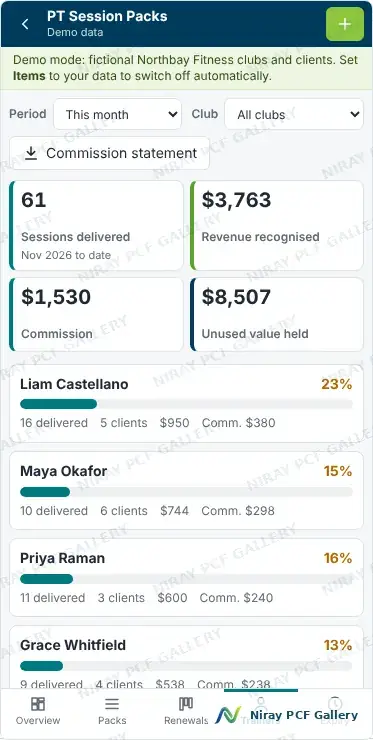 PT Session Packs
Demo data
Demo mode: fictional Northbay Fitness clubs and clients. Set
Items to your data to switch off automatically.
Period This month Club All clubs
Commission statement
61 $3,763
Sessions delivered Revenue recognised
Nov 2026 to date
$1,530 $8,507
Commission Unused value held
Liam Castellano 23%
16 delivered 5 clients $950 Comm. $380
Maya Okafor 15%
10 delivered 6 clients $744 Comm. $298
Priya Raman 16%
11 delivered 3 clients $600 Comm. $240
Grace Whitfield 13%
9 delivered 4 clients $538 Comm. $238
Overview Packs Renewals
Niray PCF Gallery
NIRAY PCF GALLERY